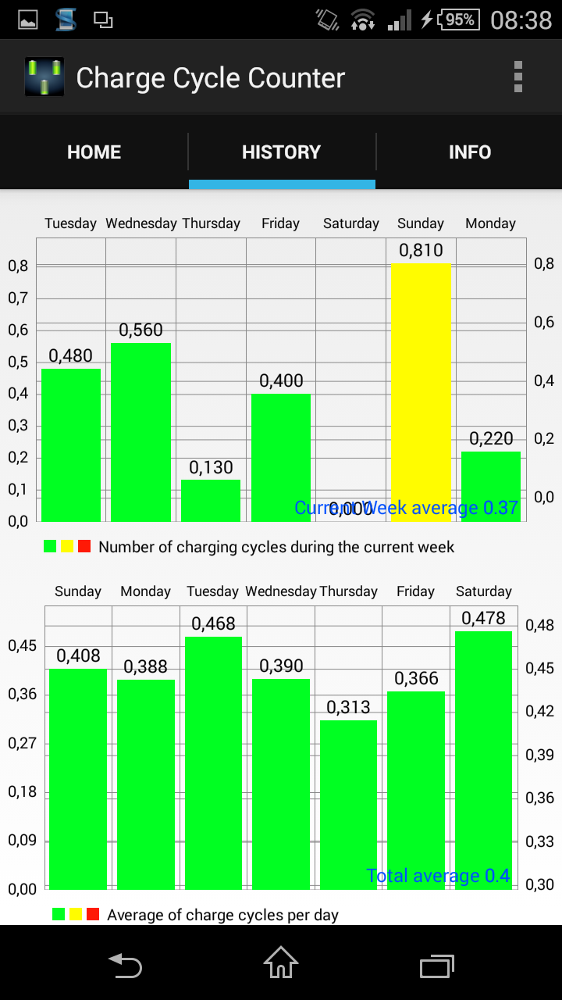 95% 08:38
Charge Cycle Counter
HOME HISTORY INFO
Tuesday Wednesday Thursday Friday Saturday Sunday Monday
0,810
0,8 0,8
0,7
0,6 0,560 0,6
0,480
0,5
0,4 0,400 0,4
0,3
0,2 0,220 0,2
0,130
0,1 0,0
0,000 Current Week average 0.37
0,0
Number of charging cycles during the current week
Sunday Monday Tuesday Wednesday Thursday Friday Saturday
0,468 0,478 0,48
0,45 0,408 0,388 0,390 0,45
0,36 0,366
0,313 0,42
0,27 0,39
0,18 0,36
0,09 0,33
Total average 0.4
0,00 0,30
Average of charge cycles per day